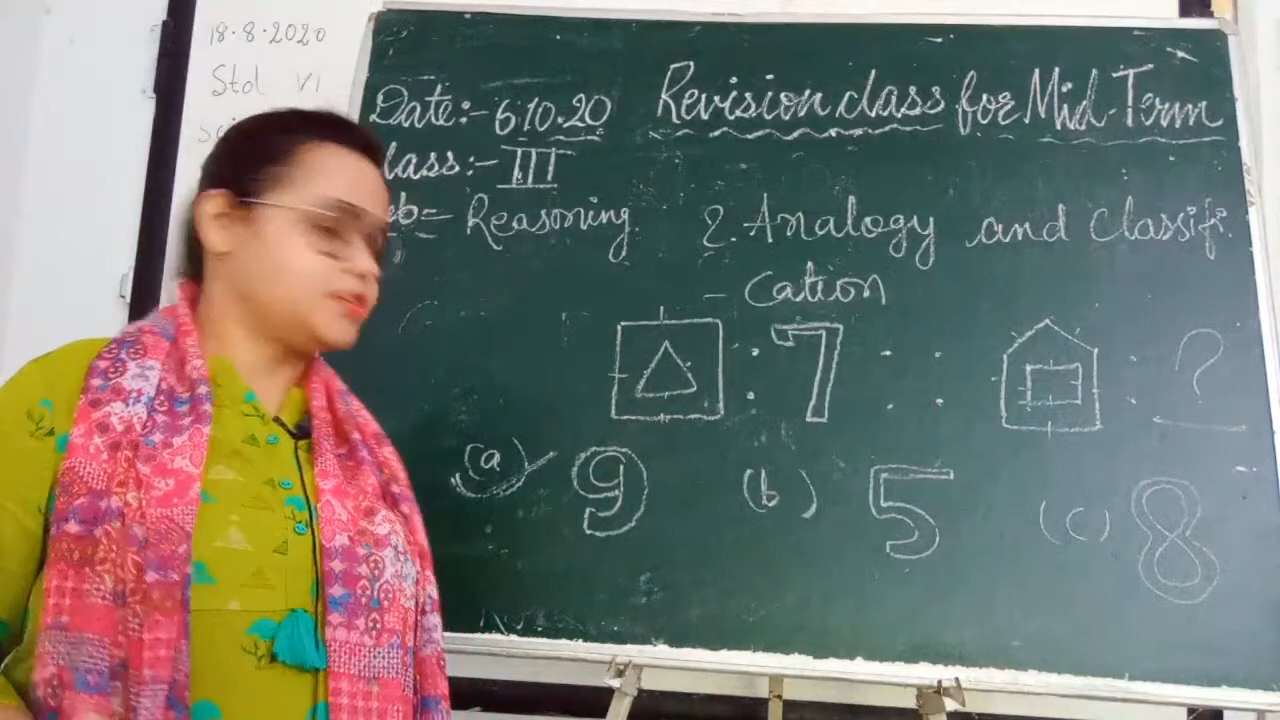 18.8.2020
Std VI
Date:- 6.10.20
Revision class for Mid-Term
lass:- III
b:- Reasoning
2. Analogy and Classifi
- cation
: 7 : : : ?
(a) 9 (b) 5 (c) 8